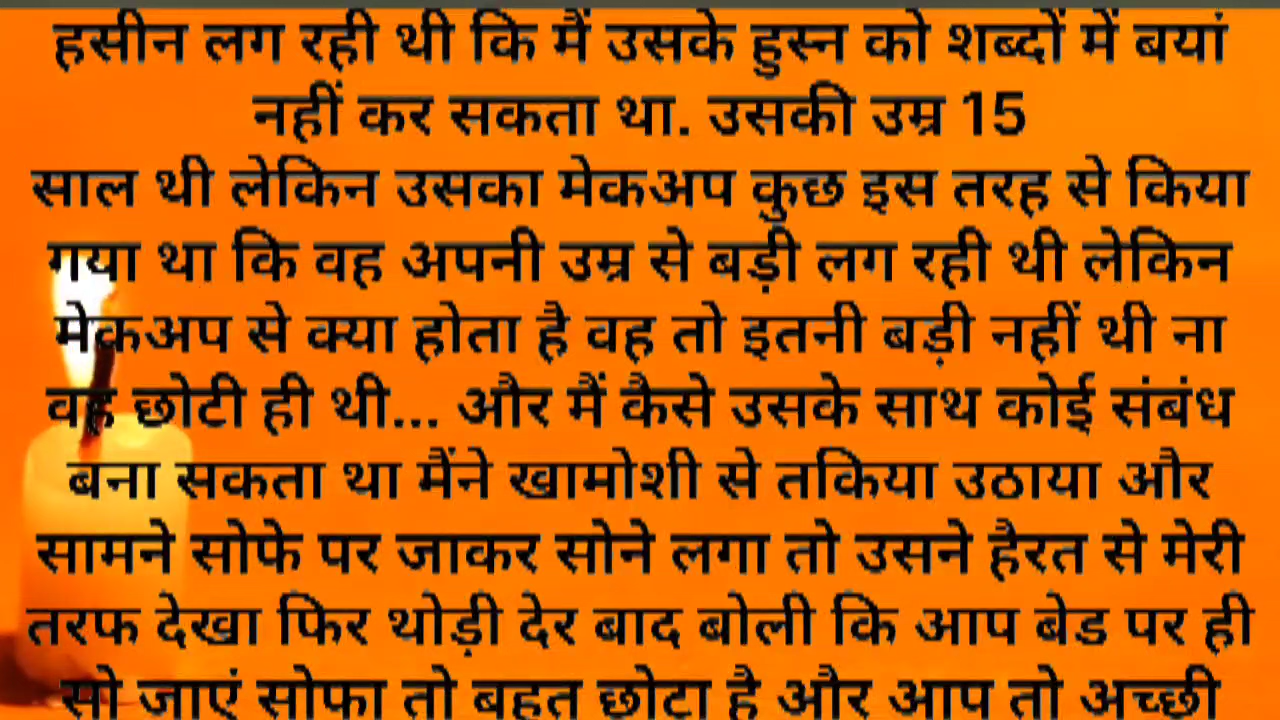 हसीन लग रही थी कि मैं उसके हुस्न को शब्दों में बयां
नहीं कर सकता था. उसकी उम्र 15
साल थी लेकिन उसका मेकअप कुछ इस तरह से किया
गया था कि वह अपनी उम्र से बड़ी लग रही थी लेकिन
मेकअप से क्या होता है वह तो इतनी बड़ी नहीं थी ना
वह छोटी ही थी... और मैं कैसे उसके साथ कोई संबंध
बना सकता था मैंने खामोशी से तकिया उठाया और
सामने सोफे पर जाकर सोने लगा तो उसने हैरत से मेरी
तरफ देखा फिर थोड़ी देर बाद बोली कि आप बेड पर ही
सो जाएं सोफा तो बहुत छोटा है और आप तो अच्छी